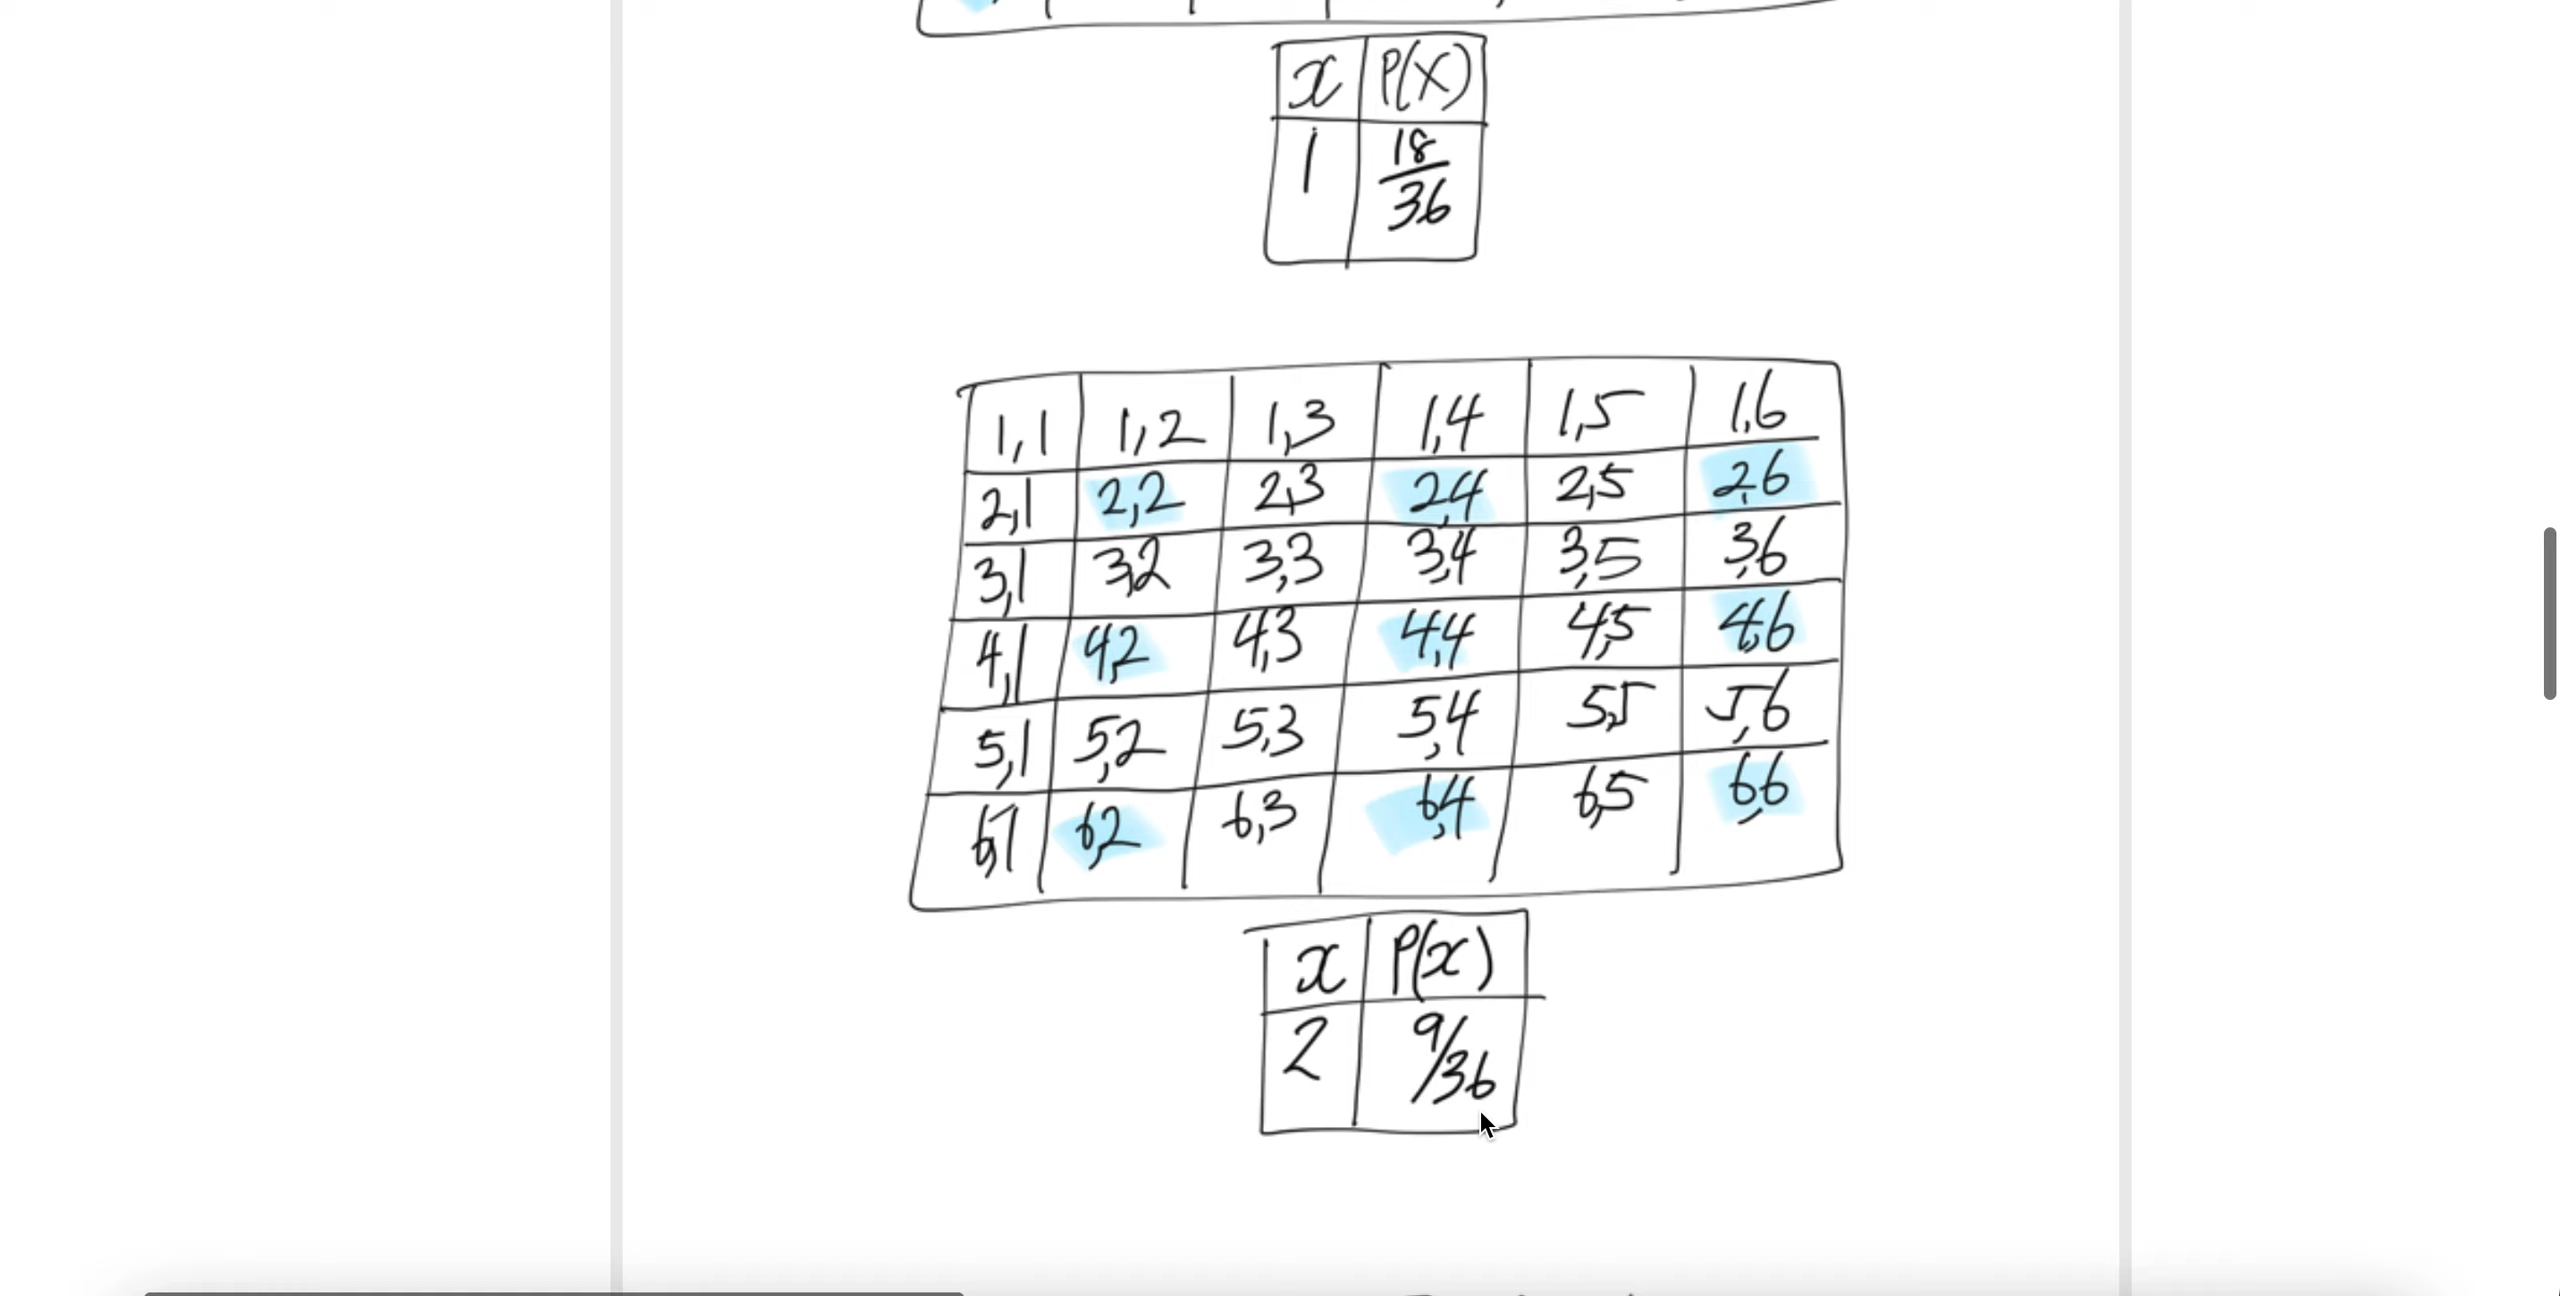 x P(X)
1 18/36
1,1 1,2 1,3 1,4 1,5 1,6
2,1 2,2 2,3 2,4 2,5 2,6
3,1 3,2 3,3 3,4 3,5 3,6
4,1 4,2 4,3 4,4 4,5 4,6
5,1 5,2 5,3 5,4 5,5 5,6
6,1 6,2 6,3 6,4 6,5 6,6
x P(x)
2 9/36